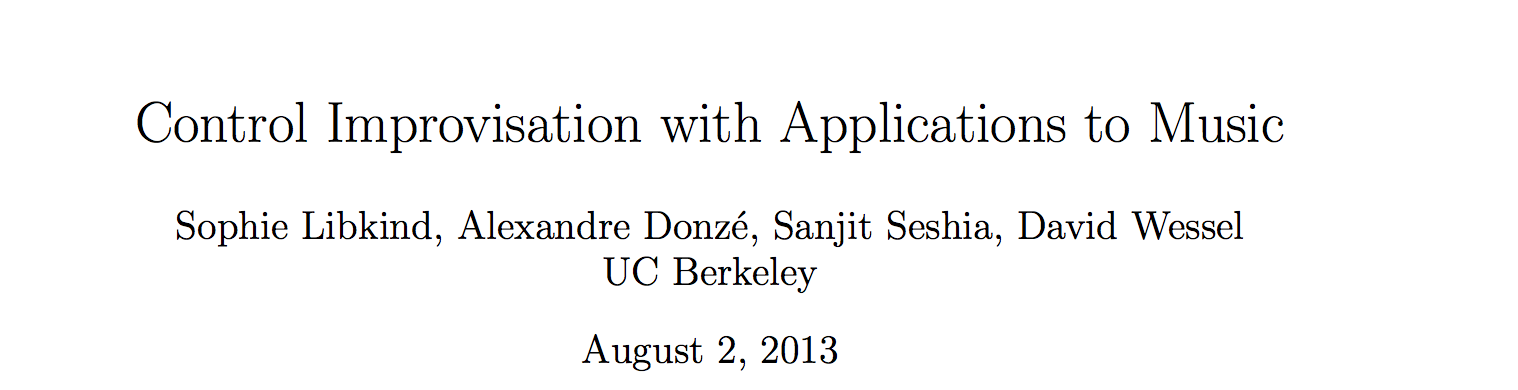 Control Improvisation with Applications to Music
Sophie Libkind, Alexandre Donzé, Sanjit Seshia, David Wessel
UC Berkeley
August 2, 2013